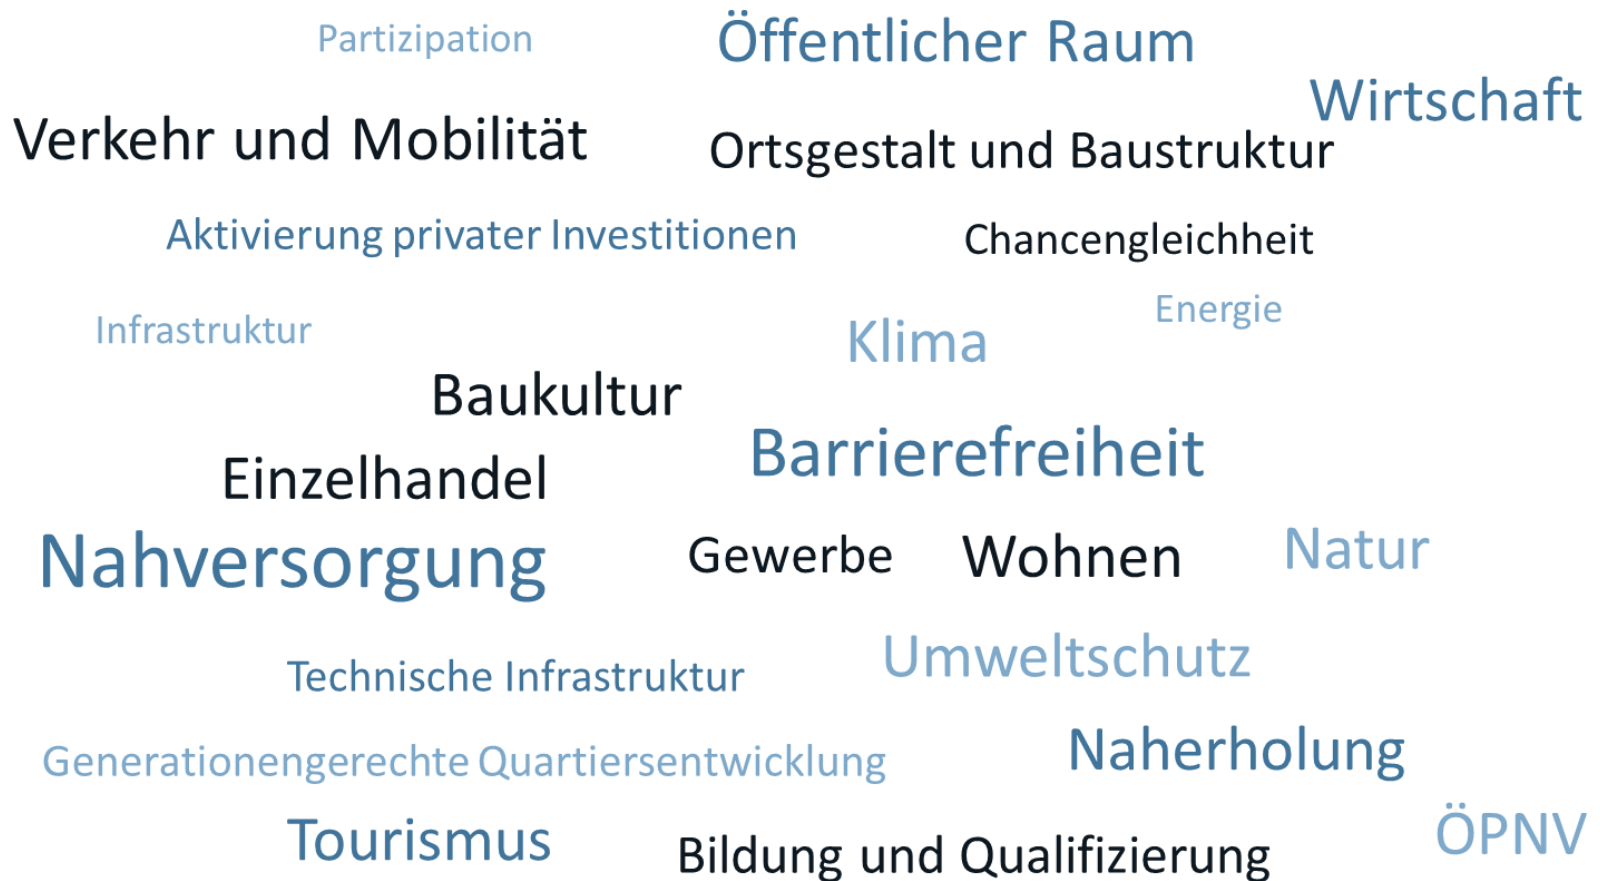 Partizipation
Öffentlicher Raum
Wirtschaft
Verkehr und Mobilität
Ortsgestalt und Baustruktur
Aktivierung privater Investitionen
Chancengleichheit
Energie
Infrastruktur
Klima
Baukultur
Barrierefreiheit
Einzelhandel
Nahversorgung
Gewerbe
Wohnen
Natur
Technische Infrastruktur
Umweltschutz
Generationengerechte Quartiersentwicklung
Naherholung
Tourismus
Bildung und Qualifizierung
ÖPNV